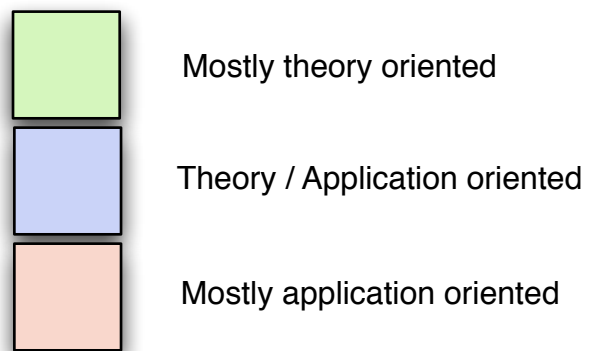 Mostly theory oriented
Theory / Application oriented
Mostly application oriented